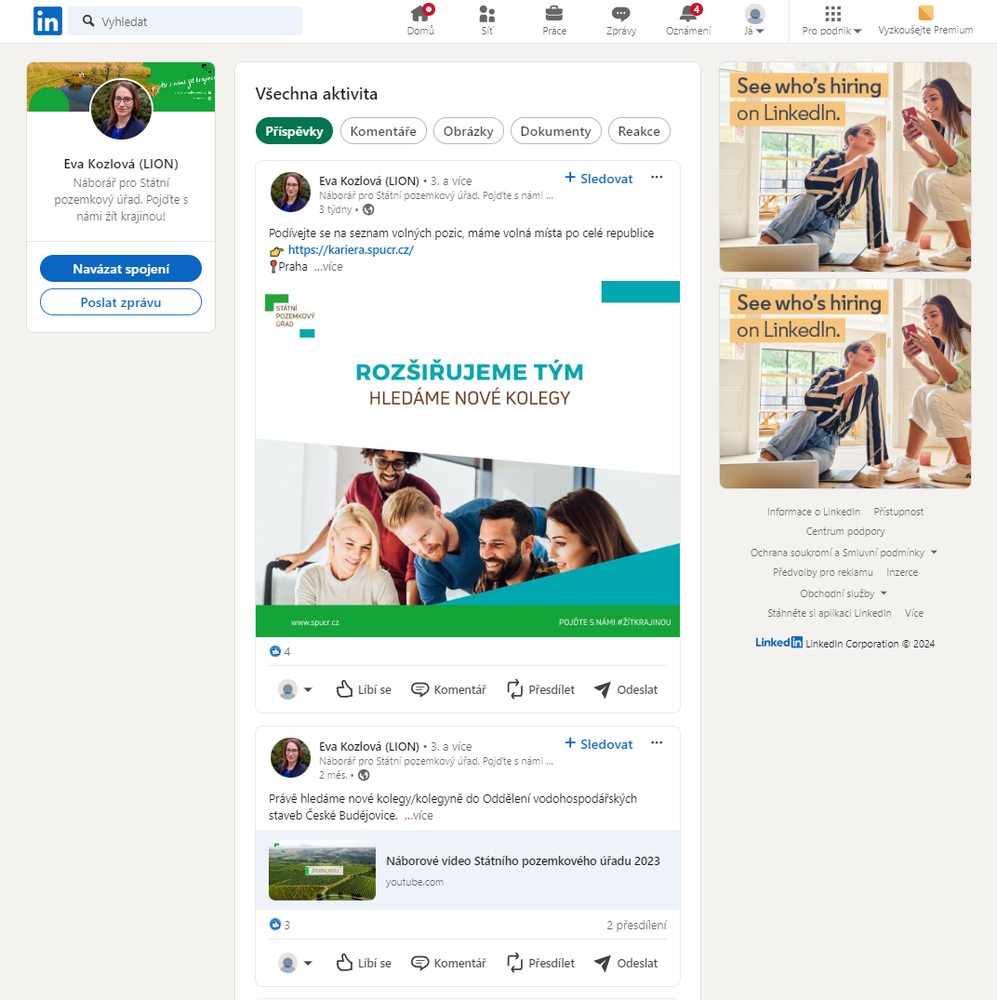 in
Vyhledat
Domů
Síť
Práce
Zprávy
4
Oznámení
Já
Pro podnik
Vyzkoušejte Premium
Eva Kozlová (LION)
Náborář pro Státní
pozemkový úřad. Pojďte s
námi žít krajinou!
Navázat spojení
Poslat zprávu
Všechna aktivita
Příspěvky
Komentáře
Obrázky
Dokumenty
Reakce
Eva Kozlová (LION) • 3. a více
+ Sledovat
Náborář pro Státní pozemkový úřad. Pojďte s námi ...
3 týdny •
Podívejte se na seznam volných pozic, máme volná místa po celé republice
https://kariera.spucr.cz/
Praha ...více
STÁTNÍ
POZEMKOVÝ
ÚŘAD
ROZŠIŘUJEME TÝM
HLEDÁME NOVÉ KOLEGY
www.spucr.cz
POJĎTE S NÁMI #ŽÍTKRAJINOU
4
Líbí se
Komentář
Přesdílet
Odeslat
Eva Kozlová (LION) • 3. a více
+ Sledovat
Náborář pro Státní pozemkový úřad. Pojďte s námi ...
2 měs. •
Právě hledáme nové kolegy/kolegyně do Oddělení vodohospodářských
staveb České Budějovice. ...více
Náborové video Státního pozemkového úřadu 2023
youtube.com
3
2 přesdílení
Líbí se
Komentář
Přesdílet
Odeslat
See who's hiring
on LinkedIn.
See who's hiring
on LinkedIn.
Informace o LinkedIn Přístupnost
Centrum podpory
Ochrana soukromí a Smluvní podmínky
Předvolby pro reklamu Inzerce
Obchodní služby
Stáhněte si aplikaci LinkedIn Více
LinkedIn LinkedIn Corporation © 2024